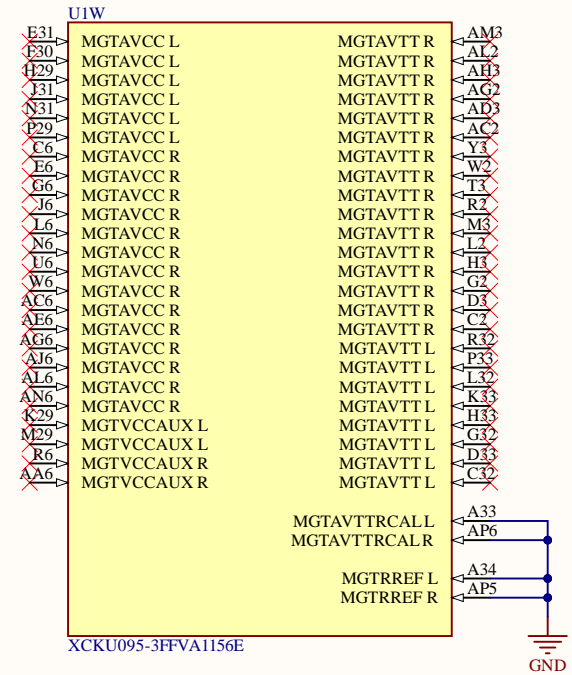 U1W
E31 MGTAVCC L MGTAVTT R AM3
F30 MGTAVCC L MGTAVTT R AL2
H29 MGTAVCC L MGTAVTT R AH3
J31 MGTAVCC L MGTAVTT R AG2
N31 MGTAVCC L MGTAVTT R AD3
P29 MGTAVCC L MGTAVTT R AC2
C6 MGTAVCC R MGTAVTT R Y3
E6 MGTAVCC R MGTAVTT R W2
G6 MGTAVCC R MGTAVTT R T3
J6 MGTAVCC R MGTAVTT R R2
L6 MGTAVCC R MGTAVTT R M3
N6 MGTAVCC R MGTAVTT R L2
U6 MGTAVCC R MGTAVTT R H3
W6 MGTAVCC R MGTAVTT R G2
AC6 MGTAVCC R MGTAVTT R D3
AE6 MGTAVCC R MGTAVTT R C2
AG6 MGTAVCC R MGTAVTT L R32
AJ6 MGTAVCC R MGTAVTT L P33
AL6 MGTAVCC R MGTAVTT L L32
AN6 MGTAVCC R MGTAVTT L K33
K29 MGTVCCAUX L MGTAVTT L H33
M29 MGTVCCAUX L MGTAVTT L G32
R6 MGTVCCAUX R MGTAVTT L D33
AA6 MGTVCCAUX R MGTAVTT L C32
MGTAVTTRCAL L A33
MGTAVTTRCAL R AP6
MGTRREF L A34
MGTRREF R AP5
XCKU095-3FFVA1156E
GND